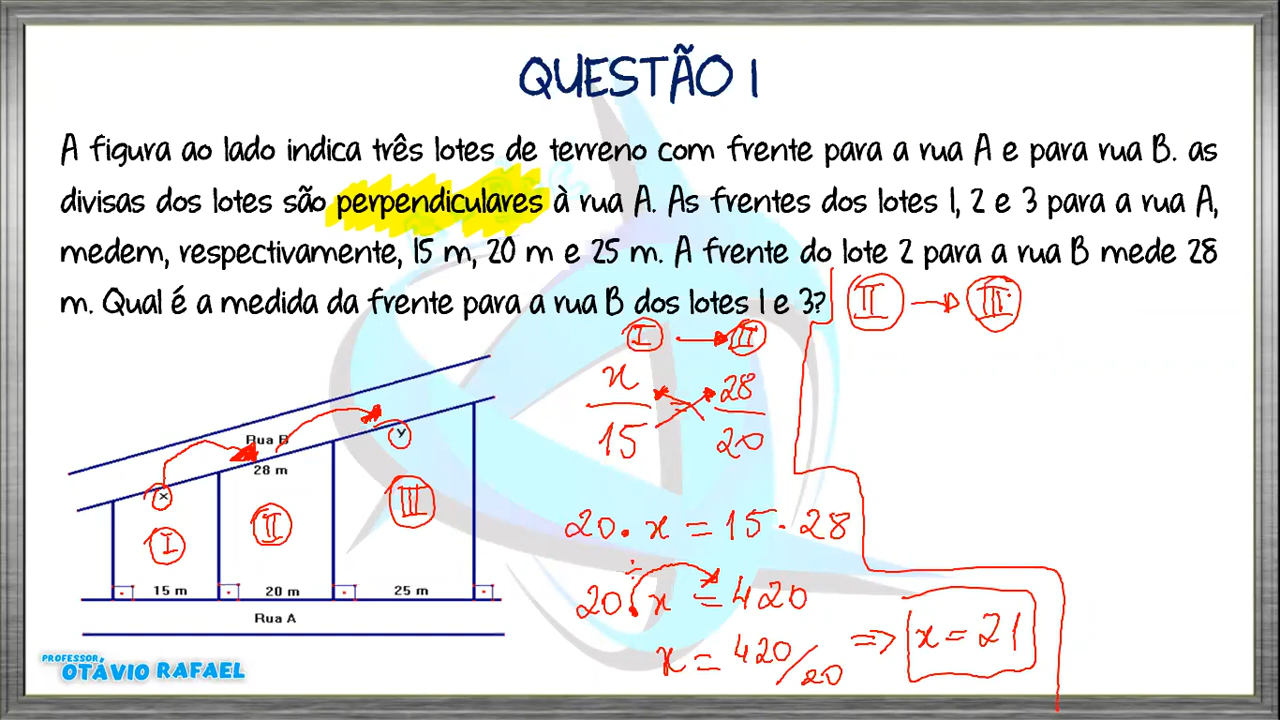 QUESTÃO 1
A figura ao lado indica três lotes de terreno com frente para a rua A e para rua B. as
divisas dos lotes são perpendiculares à rua A. As frentes dos lotes 1, 2 e 3 para a rua A,
medem, respectivamente, 15 m, 20 m e 25 m. A frente do lote 2 para a rua B mede 28
m. Qual é a medida da frente para a rua B dos lotes 1 e 3?
II → III
I → II
x/15 = 28/20
20 . x = 15 . 28
20 . x = 420
÷
x = 420/20 => x = 21
Rua B
x
28 m
y
I
II
III
15 m
20 m
25 m
Rua A
PROFESSOR
OTÁVIO RAFAEL